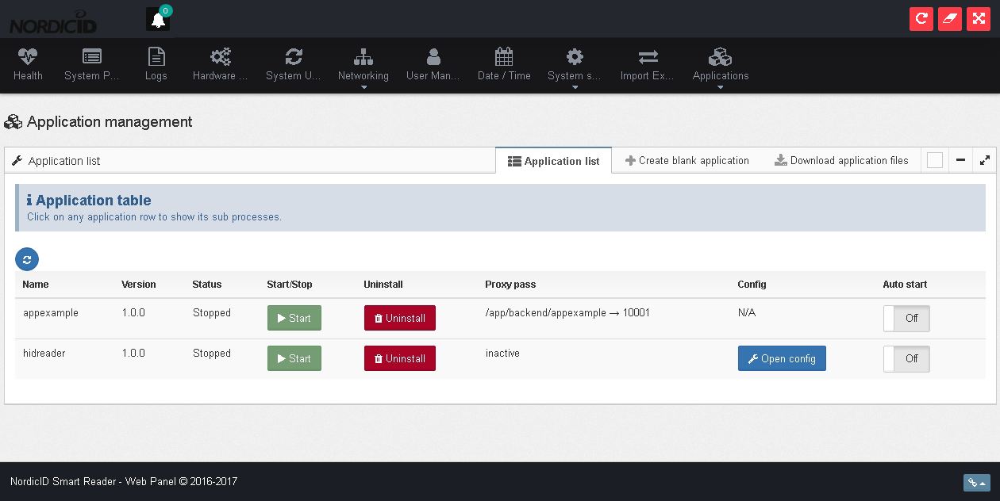 NORDICID
0
Health
System P...
Logs
Hardware ...
System U...
Networking
User Man...
Date / Time
System s...
Import Ex...
Applications
Application management
Application list
Application list
Create blank application
Download application files
Application table
Click on any application row to show its sub processes.
Name Version Status Start/Stop Uninstall Proxy pass Config Auto start
appexample 1.0.0 Stopped Start Uninstall /app/backend/appexample → 10001 N/A Off
hidreader 1.0.0 Stopped Start Uninstall inactive Open config Off
NordicID Smart Reader - Web Panel © 2016-2017